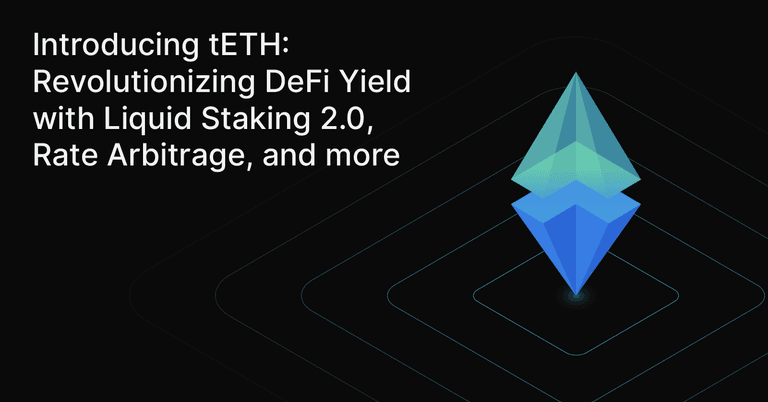 Introducing tETH:
Revolutionizing DeFi Yield
with Liquid Staking 2.0,
Rate Arbitrage, and more